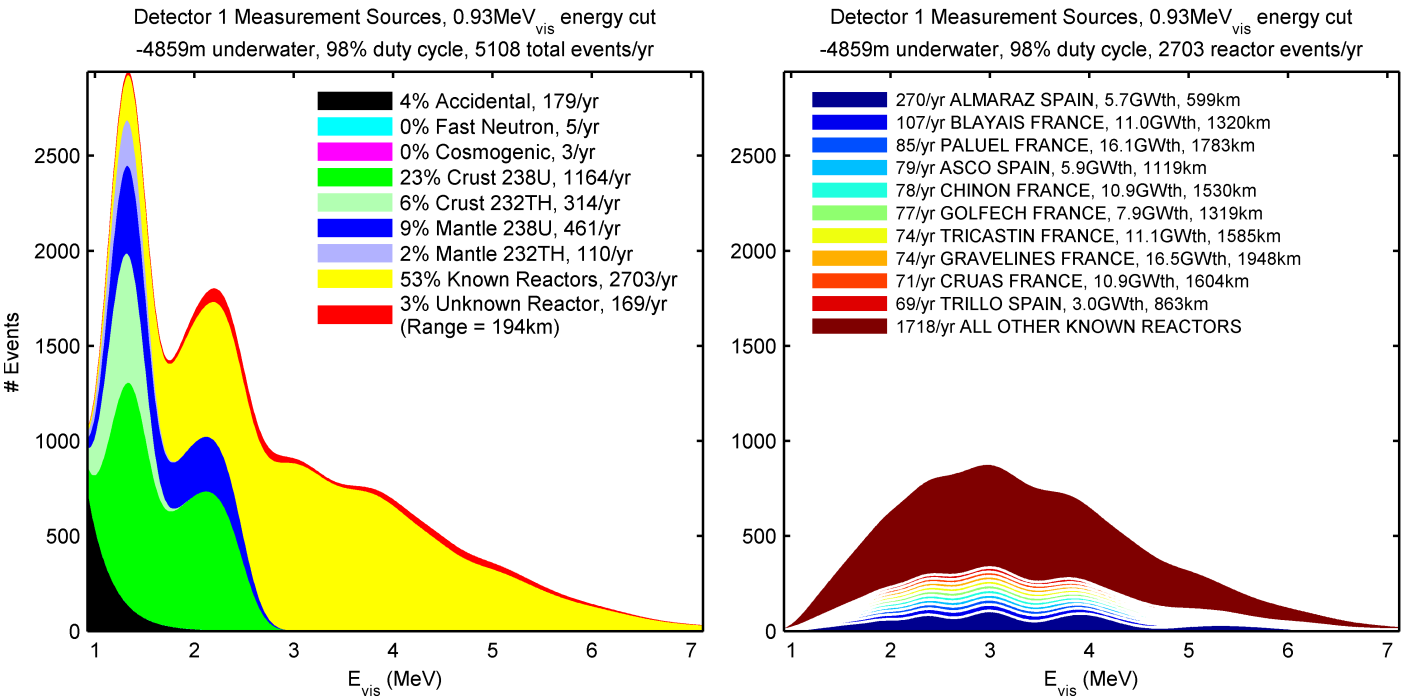 Detector 1 Measurement Sources, 0.93MeVvis energy cut
-4859m underwater, 98% duty cycle, 5108 total events/yr
4% Accidental, 179/yr
0% Fast Neutron, 5/yr
0% Cosmogenic, 3/yr
23% Crust 238U, 1164/yr
6% Crust 232TH, 314/yr
9% Mantle 238U, 461/yr
2% Mantle 232TH, 110/yr
53% Known Reactors, 2703/yr
3% Unknown Reactor, 169/yr
(Range = 194km)
# Events
2500
2000
1500
1000
500
0
1 2 3 4 5 6 7
Evis (MeV)
Detector 1 Measurement Sources, 0.93MeVvis energy cut
-4859m underwater, 98% duty cycle, 2703 reactor events/yr
270/yr ALMARAZ SPAIN, 5.7GWth, 599km
107/yr BLAYAIS FRANCE, 11.0GWth, 1320km
85/yr PALUEL FRANCE, 16.1GWth, 1783km
79/yr ASCO SPAIN, 5.9GWth, 1119km
78/yr CHINON FRANCE, 10.9GWth, 1530km
77/yr GOLFECH FRANCE, 7.9GWth, 1319km
74/yr TRICASTIN FRANCE, 11.1GWth, 1585km
74/yr GRAVELINES FRANCE, 16.5GWth, 1948km
71/yr CRUAS FRANCE, 10.9GWth, 1604km
69/yr TRILLO SPAIN, 3.0GWth, 863km
1718/yr ALL OTHER KNOWN REACTORS
2500
2000
1500
1000
500
0
1 2 3 4 5 6 7
Evis (MeV)